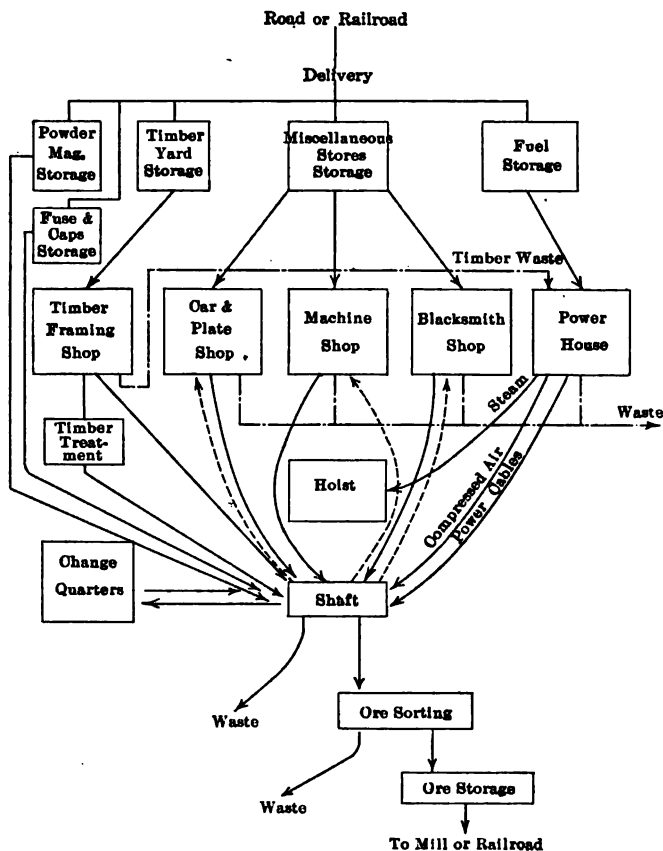 Road or Railroad
Delivery
Powder
Mag.
Storage
Timber
Yard
Storage
Miscellaneous
Stores
Storage
Fuel
Storage
Fuse &
Caps
Storage
Timber Waste
Timber
Framing
Shop
Car &
Plate
Shop
Machine
Shop
Blacksmith
Shop
Power
House
Timber
Treat-
ment
Steam
Waste
Hoist
Compressed Air
Power Cables
Change
Quarters
Shaft
Waste
Ore Sorting
Waste
Ore Storage
To Mill or Railroad